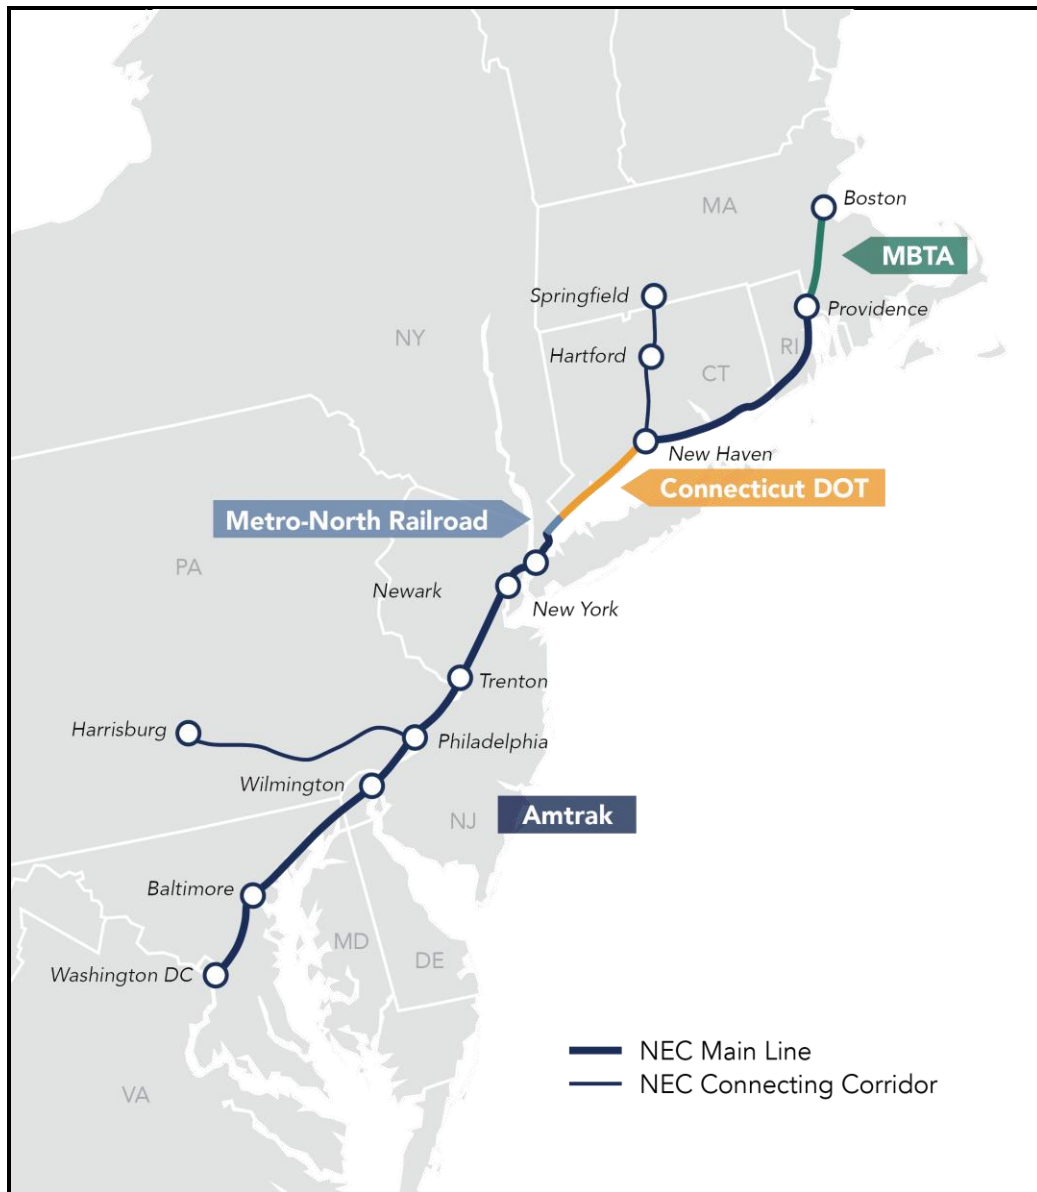 Boston
MA
MBTA
Springfield
Providence
NY
Hartford
RI
CT
New Haven
Connecticut DOT
Metro-North Railroad
PA
Newark
New York
Trenton
Harrisburg
Philadelphia
Wilmington
NJ
Amtrak
Baltimore
MD
DE
Washington DC
NEC Main Line
NEC Connecting Corridor
VA